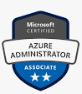 Microsoft
CERTIFIED
AZURE
ADMINISTRATOR
ASSOCIATE